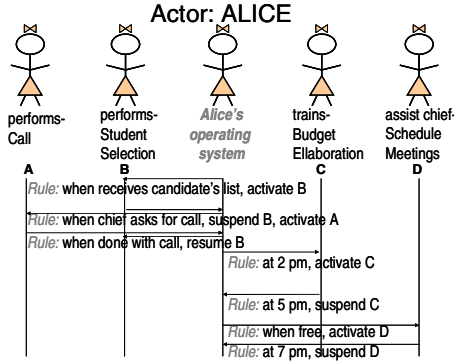 Actor: ALICE
performs-
Call
performs-
Student
Selection
Alice's
operating
system
trains-
Budget
Ellaboration
assist chief-
Schedule
Meetings
A
B
C
D
Rule: when receives candidate's list, activate B
Rule: when chief asks for call, suspend B, activate A
Rule: when done with call, resume B
Rule: at 2 pm, activate C
Rule: at 5 pm, suspend C
Rule: when free, activate D
Rule: at 7 pm, suspend D